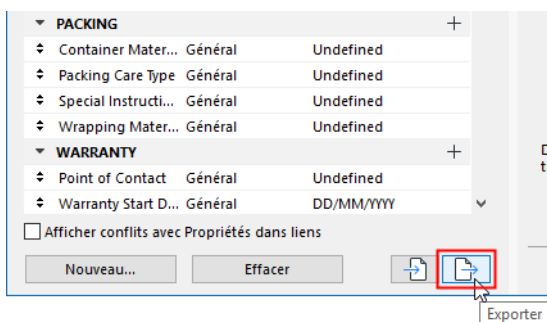 PACKING
Container Mater... Général Undefined
Packing Care Type Général Undefined
Special Instructi... Général Undefined
Wrapping Mater... Général Undefined
WARRANTY
Point of Contact Général Undefined
Warranty Start D... Général DD/MM/YYYY
Afficher conflits avec Propriétés dans liens
Nouveau... Effacer
Exporter